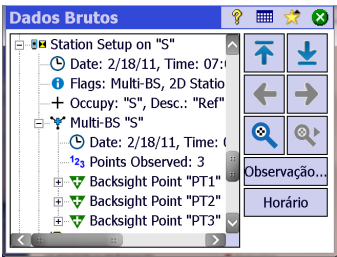 Dados Brutos
Station Setup on "S"
Date: 2/18/11, Time: 07:
Flags: Multi-BS, 2D Statio
Occupy: "S", Desc.: "Ref"
Multi-BS "S"
Date: 2/18/11, Time: (
123 Points Observed: 3
Backsight Point "PT1"
Backsight Point "PT2"
Backsight Point "PT3"
Observação...
Horário